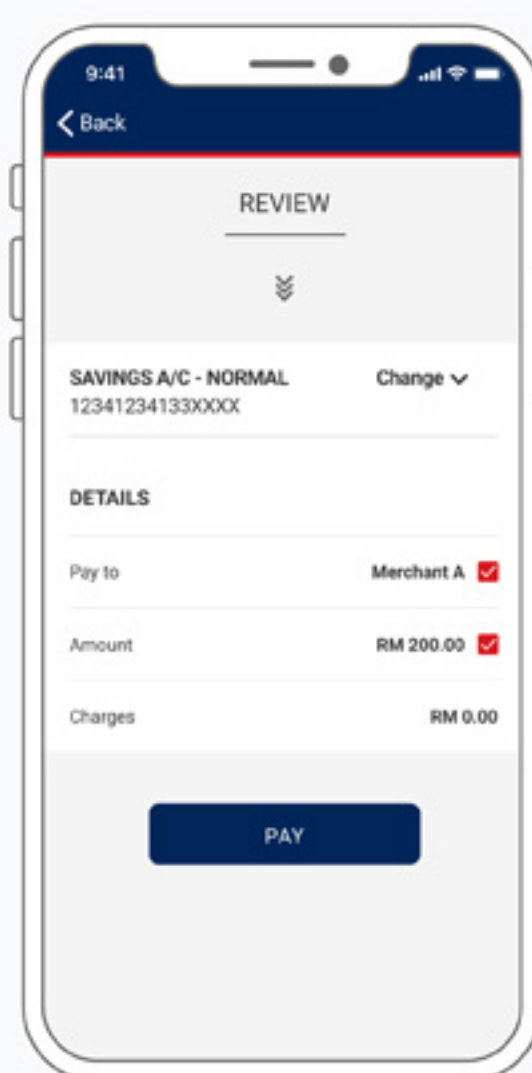 9:41
Back
REVIEW
SAVINGS A/C - NORMAL Change
12341234133XXXX
DETAILS
Pay to Merchant A
Amount RM 200.00
Charges RM 0.00
PAY